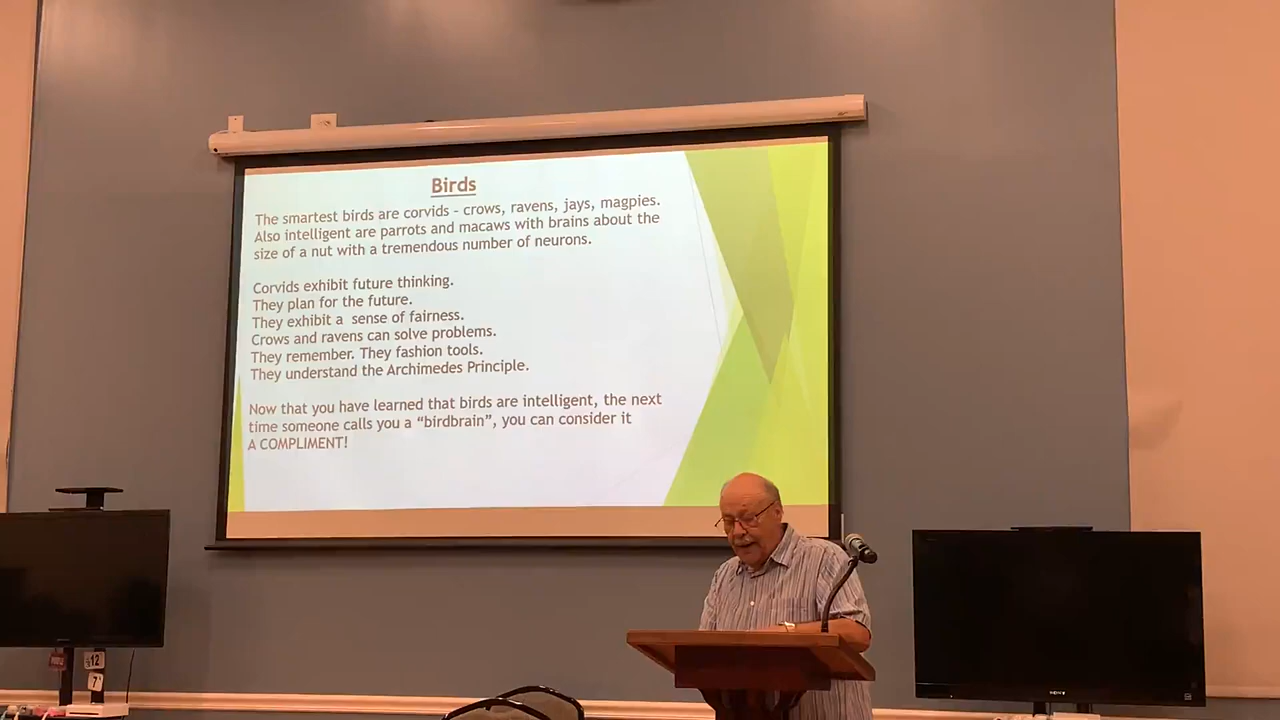 Birds
The smartest birds are corvids – crows, ravens, jays, magpies.
Also intelligent are parrots and macaws with brains about the
size of a nut with a tremendous number of neurons.
Corvids exhibit future thinking.
They plan for the future.
They exhibit a sense of fairness.
Crows and ravens can solve problems.
They remember. They fashion tools.
They understand the Archimedes Principle.
Now that you have learned that birds are intelligent, the next
time someone calls you a “birdbrain”, you can consider it
A COMPLIMENT!
12
7